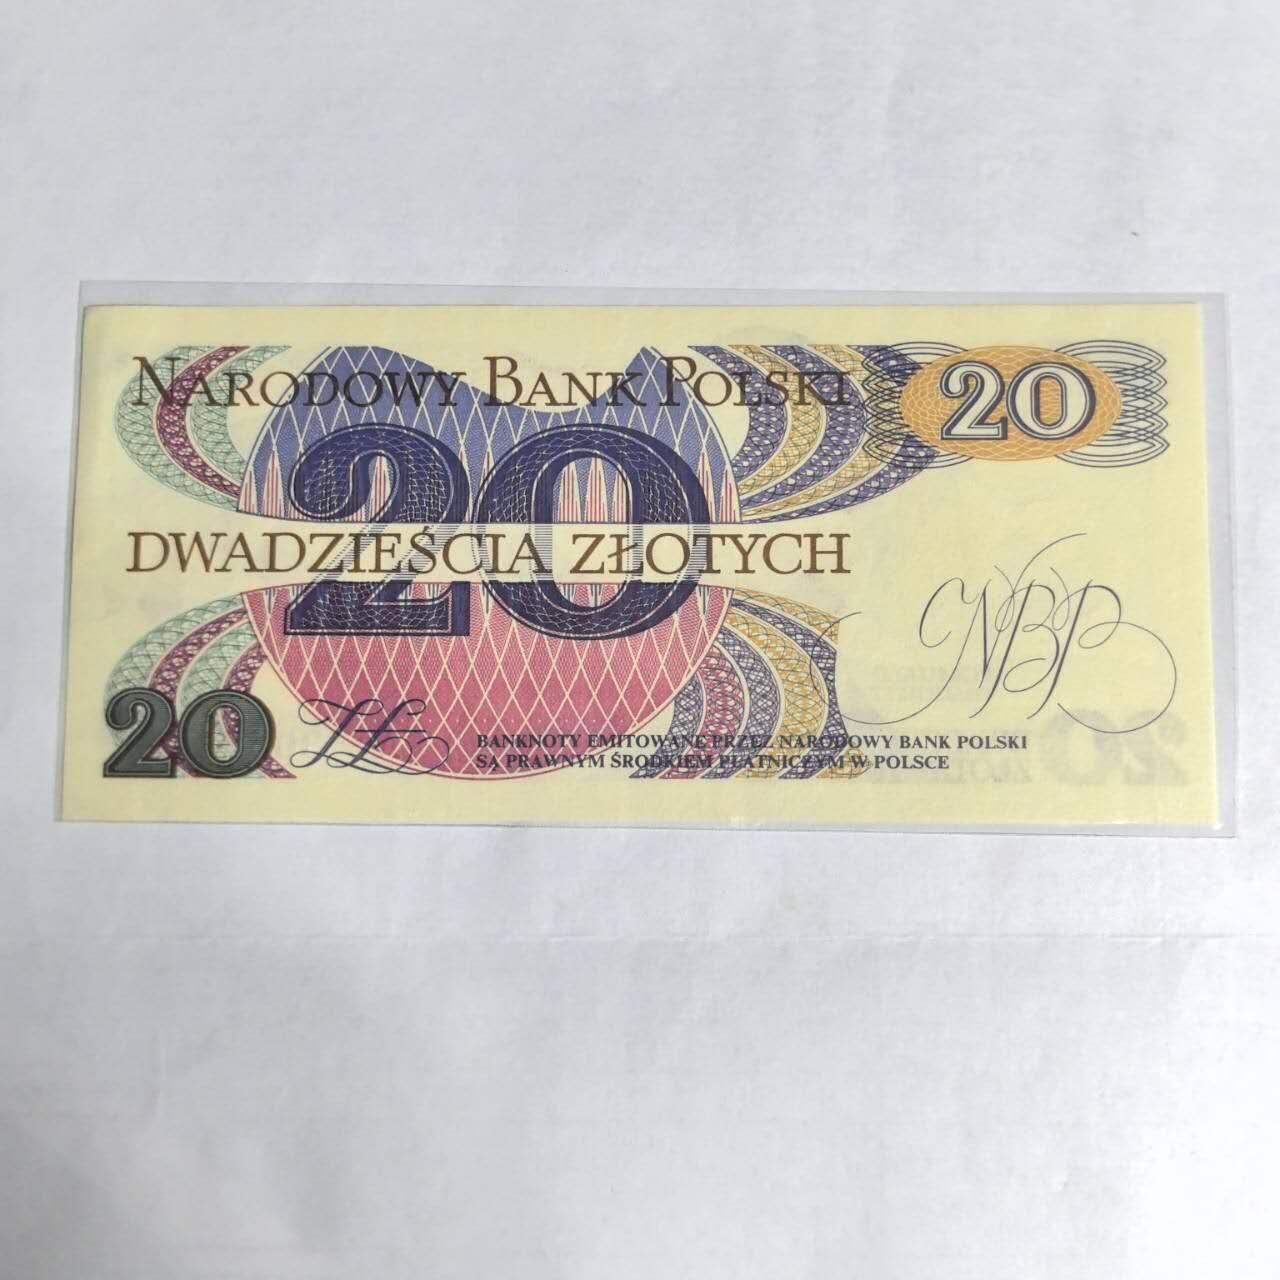 NARODOWY BANK POLSKI
20
20
DWADZIEŚCIA ZŁOTYCH
NBP
20
ZŁ
BANKNOTY EMITOWANE PRZEZ NARODOWY BANK POLSKI
SĄ PRAWNYM ŚRODKIEM PŁATNICZYM W POLSCE